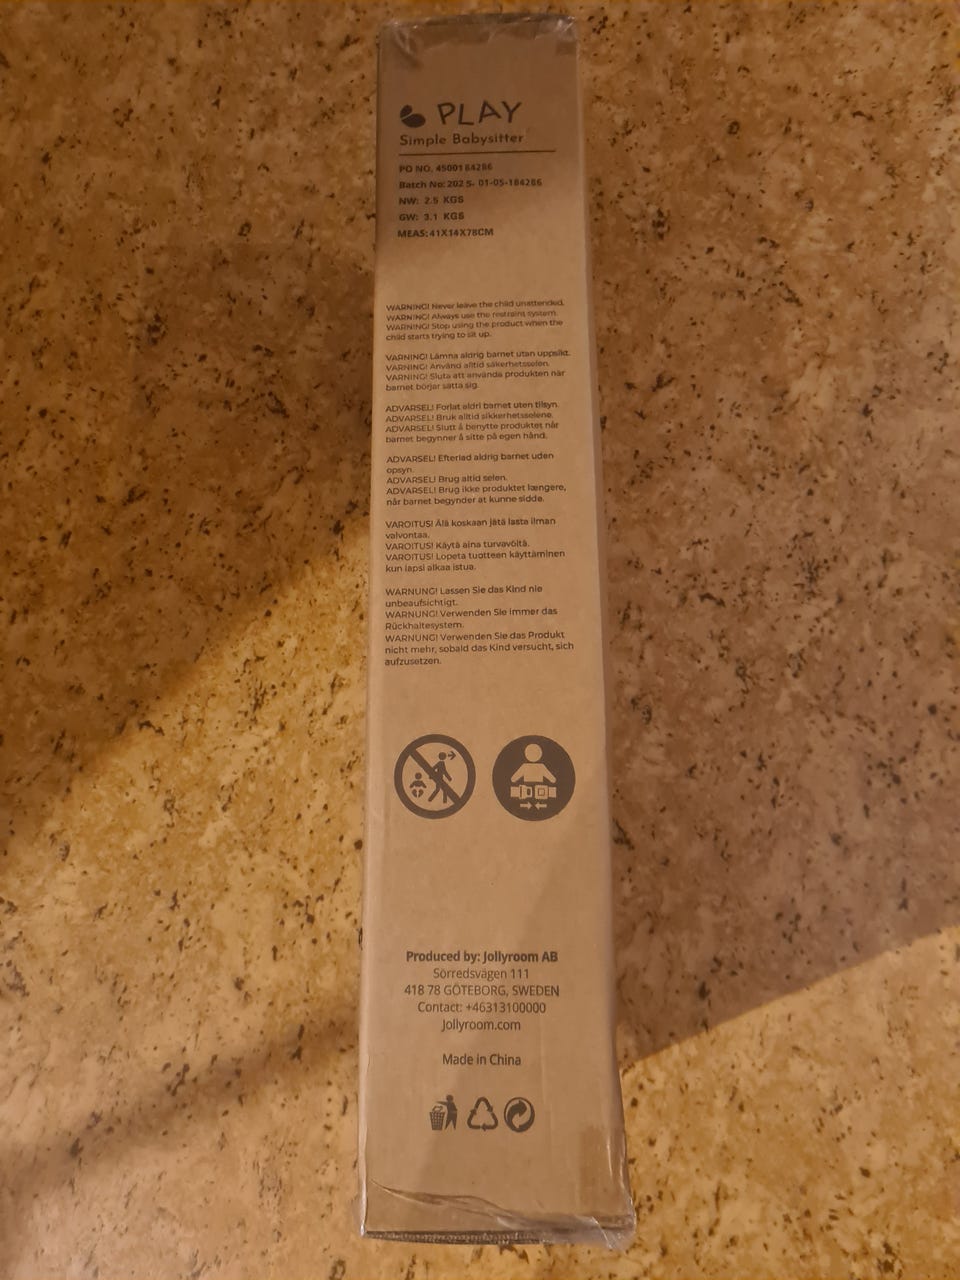 PLAY
Simple Babysitter
PO NO. 4500184286
Batch No: 2025- 01-05-184286
NW: 2.5 KGS
GW: 3.1 KGS
MEAS:41X14X78CM
WARNING! Never leave the child unattended.
WARNING! Always use the restraint system.
WARNING! Stop using the product when the
child starts trying to sit up.
VARNING! Lämna aldrig barnet utan uppsikt.
VARNING! Använd alltid säkerhetsselen.
VARNING! Sluta att använda produkten när
barnet börjar sätta sig.
ADVARSEL! Forlat aldri barnet uten tilsyn.
ADVARSEL! Bruk alltid sikkerhetsselene.
ADVARSEL! Slutt å benytte produktet når
barnet begynner å sitte på egen hånd.
ADVARSEL! Efterlad aldrig barnet uden
opsyn.
ADVARSEL! Brug altid selen.
ADVARSEL! Brug ikke produktet længere,
når barnet begynder at kunne sidde.
VAROITUS! Älä koskaan jätä lasta ilman
valvontaa.
VAROITUS! Käytä aina turvavöitä.
VAROITUS! Lopeta tuotteen käyttäminen
kun lapsi alkaa istua.
WARNUNG! Lassen Sie das Kind nie
unbeaufsichtigt.
WARNUNG! Verwenden Sie immer das
Rückhaltesystem.
WARNUNG! Verwenden Sie das Produkt
nicht mehr, sobald das Kind versucht, sich
aufzusetzen.
Produced by: Jollyroom AB
Sörredsvägen 111
418 78 GÖTEBORG, SWEDEN
Contact: +46313100000
Jollyroom.com
Made in China